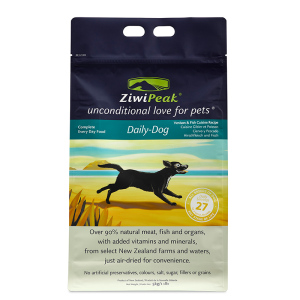 ZiwiPeak®
unconditional love for pets®
Complete
Every Day Food
Daily-Dog
Venison & Fish Cuisine Recipe
27
Over 90% natural meat, fish and organs,
with added vitamins and minerals,
from select New Zealand farms and waters,
just air-dried for convenience.
No artificial preservatives, colours, salt, sugar, fillers or grains